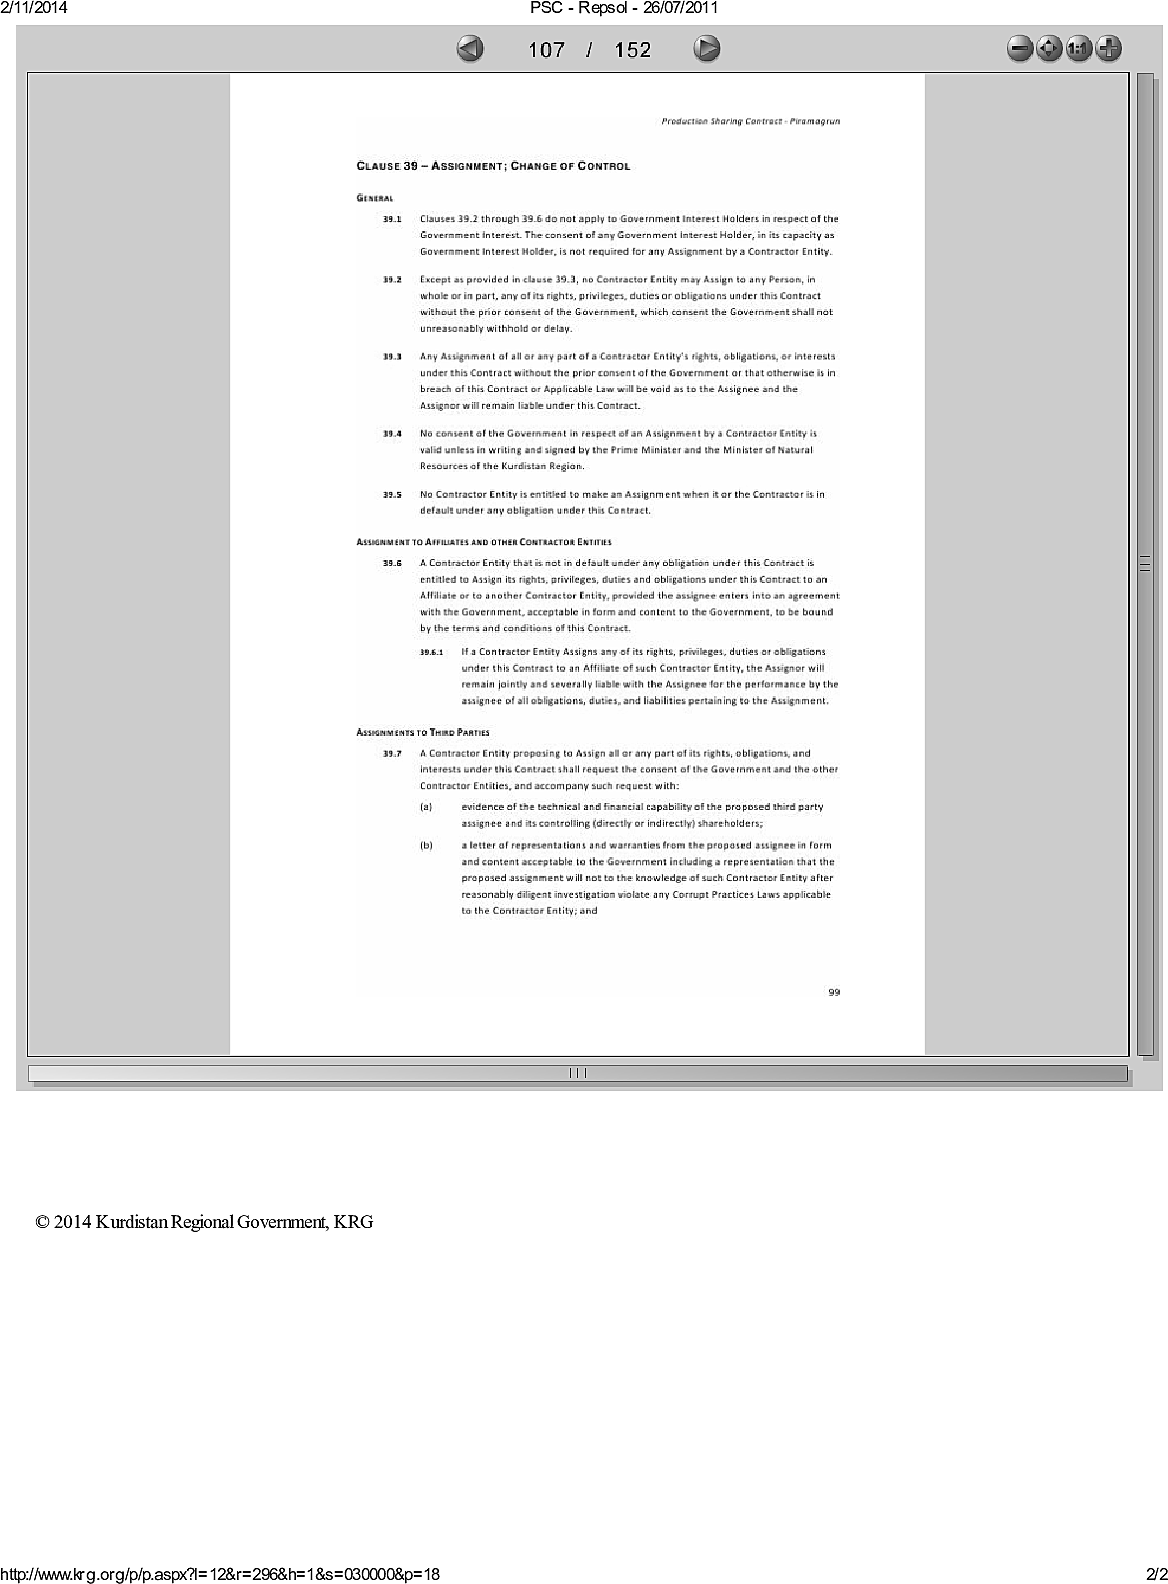 2/11/2014
PSC - Repsol - 26/07/2011
107 / 152
1:1
Production Sharing Contract - Piramagrun
CLAUSE 39 – ASSIGNMENT; CHANGE OF CONTROL
GENERAL
39.1 Clauses 39.2 through 39.6 do not apply to Government Interest Holders in respect of the
Government Interest. The consent of any Government Interest Holder, in its capacity as
Government Interest Holder, is not required for any Assignment by a Contractor Entity.
39.2 Except as provided in clause 39.3, no Contractor Entity may Assign to any Person, in
whole or in part, any of its rights, privileges, duties or obligations under this Contract
without the prior consent of the Government, which consent the Government shall not
unreasonably withhold or delay.
39.3 Any Assignment of all or any part of a Contractor Entity's rights, obligations, or interests
under this Contract without the prior consent of the Government or that otherwise is in
breach of this Contract or Applicable Law will be void as to the Assignee and the
Assignor will remain liable under this Contract.
39.4 No consent of the Government in respect of an Assignment by a Contractor Entity is
valid unless in writing and signed by the Prime Minister and the Minister of Natural
Resources of the Kurdistan Region.
39.5 No Contractor Entity is entitled to make an Assignment when it or the Contractor is in
default under any obligation under this Contract.
ASSIGNMENT TO AFFILIATES AND OTHER CONTRACTOR ENTITIES
39.6 A Contractor Entity that is not in default under any obligation under this Contract is
entitled to Assign its rights, privileges, duties and obligations under this Contract to an
Affiliate or to another Contractor Entity, provided the assignee enters into an agreement
with the Government, acceptable in form and content to the Government, to be bound
by the terms and conditions of this Contract.
39.6.1 If a Contractor Entity Assigns any of its rights, privileges, duties or obligations
under this Contract to an Affiliate of such Contractor Entity, the Assignor will
remain jointly and severally liable with the Assignee for the performance by the
assignee of all obligations, duties, and liabilities pertaining to the Assignment.
ASSIGNMENTS TO THIRD PARTIES
39.7 A Contractor Entity proposing to Assign all or any part of its rights, obligations, and
interests under this Contract shall request the consent of the Government and the other
Contractor Entities, and accompany such request with:
(a) evidence of the technical and financial capability of the proposed third party
assignee and its controlling (directly or indirectly) shareholders;
(b) a letter of representations and warranties from the proposed assignee in form
and content acceptable to the Government including a representation that the
proposed assignment will not to the knowledge of such Contractor Entity after
reasonably diligent investigation violate any Corrupt Practices Laws applicable
to the Contractor Entity; and
99
© 2014 Kurdistan Regional Government, KRG
http://www.krg.org/p/p.aspx?l=12&r=296&h=1&s=030000&p=18
2/2